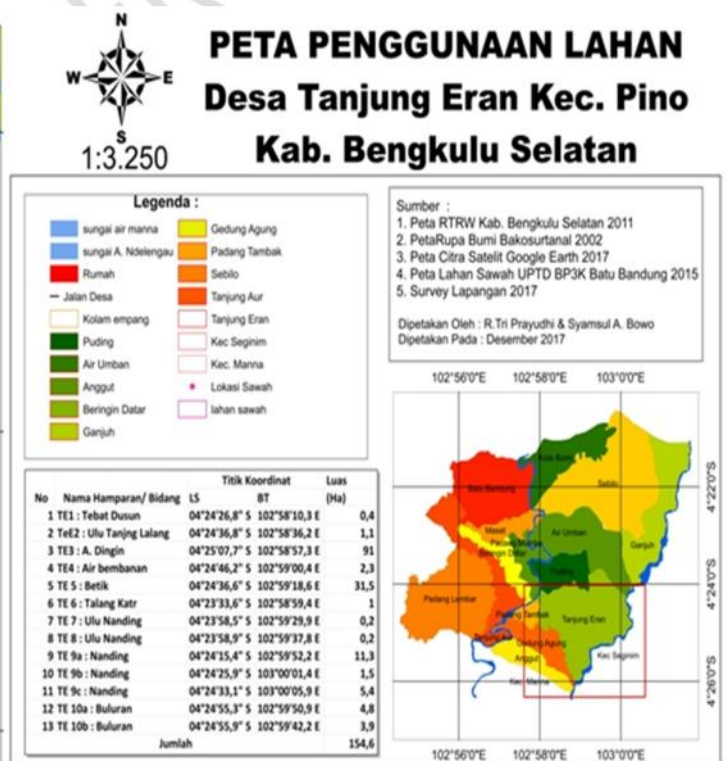 N
W E
S
1:3.250
PETA PENGGUNAAN LAHAN
Desa Tanjung Eran Kec. Pino
Kab. Bengkulu Selatan
Legenda :
sungai air manna
sungai A. Ndelengau
Rumah
Jalan Desa
Kolam empang
Puding
Air Umban
Anggut
Beringin Datar
Ganjuh
Gedung Agung
Padang Tambak
Sebilo
Tanjung Aur
Tanjung Eran
Kec Seginim
Kec. Manna
Lokasi Sawah
lahan sawah
Sumber :
1. Peta RTRW Kab. Bengkulu Selatan 2011
2. PetaRupa Bumi Bakosurtanal 2002
3. Peta Citra Satelit Google Earth 2017
4. Peta Lahan Sawah UPTD BP3K Batu Bandung 2015
5. Survey Lapangan 2017
Dipetakan Oleh : R.Tri Prayudhi & Syamsul A. Bowo
Dipetakan Pada : Desember 2017
Titik Koordinat Luas
No Nama Hamparan/ Bidang LS BT (Ha)
1 TE1 : Tebat Dusun 04°24'26,8" S 102°58'10,3 E 0,4
2 TeE2 : Ulu Tanjng Lalang 04°24'36,8" S 102°58'36,2 E 1,1
3 TE3 : A. Dingin 04°25'07,7" S 102°58'57,3 E 91
4 TE4 : Air bembanan 04°24'46,2" S 102°59'00,4 E 2,3
5 TE 5 : Betik 04°24'36,6" S 102°59'18,6 E 31,5
6 TE 6 : Talang Katr 04°23'33,6" S 102°58'59,4 E 1
7 TE 7 : Ulu Nanding 04°23'58,5" S 102°59'29,9 E 0,2
8 TE 8 : Ulu Nanding 04°23'58,9" S 102°59'37,8 E 0,2
9 TE 9a : Nanding 04°24'15,4" S 102°59'52,2 E 11,3
10 TE 9b : Nanding 04°24'25,9" S 103°00'01,4 E 1,5
11 TE 9c : Nanding 04°24'33,1" S 103°00'05,9 E 5,4
12 TE 10a : Buluran 04°24'55,3" S 102°59'50,9 E 4,8
13 TE 10b : Buluran 04°24'55,9" S 102°59'42,2 E 3,9
Jumlah 154,6
102°56'0"E 102°58'0"E 103°0'0"E
4°22'0"S
4°24'0"S
4°26'0"S
Batu Bandung
Sebilo
Masat
Air Umban
Beringin Datar
Ganjuh
Puding
Padang Lembar
Padang Tambak
Tanjung Eran
Tanjung Aur
Gedung Agung
Anggut
Kec Seginim
Kec. Manna
102°56'0"E 102°58'0"E 103°0'0"E